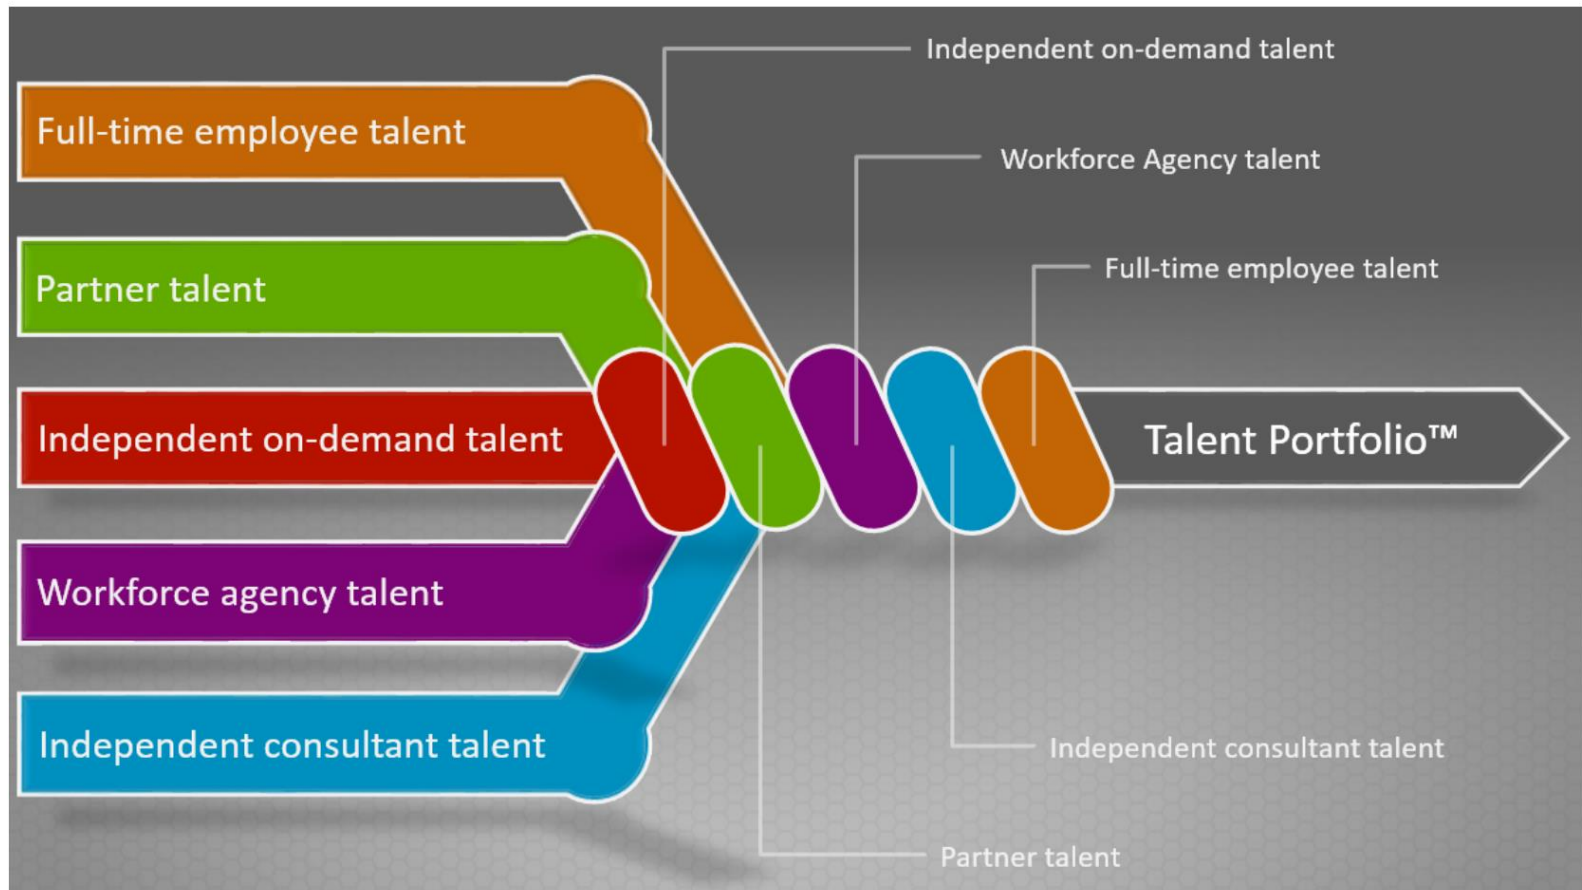 Independent on-demand talent
Full-time employee talent
Workforce Agency talent
Full-time employee talent
Partner talent
Independent on-demand talent
Talent Portfolio™
Workforce agency talent
Independent consultant talent
Independent consultant talent
Partner talent